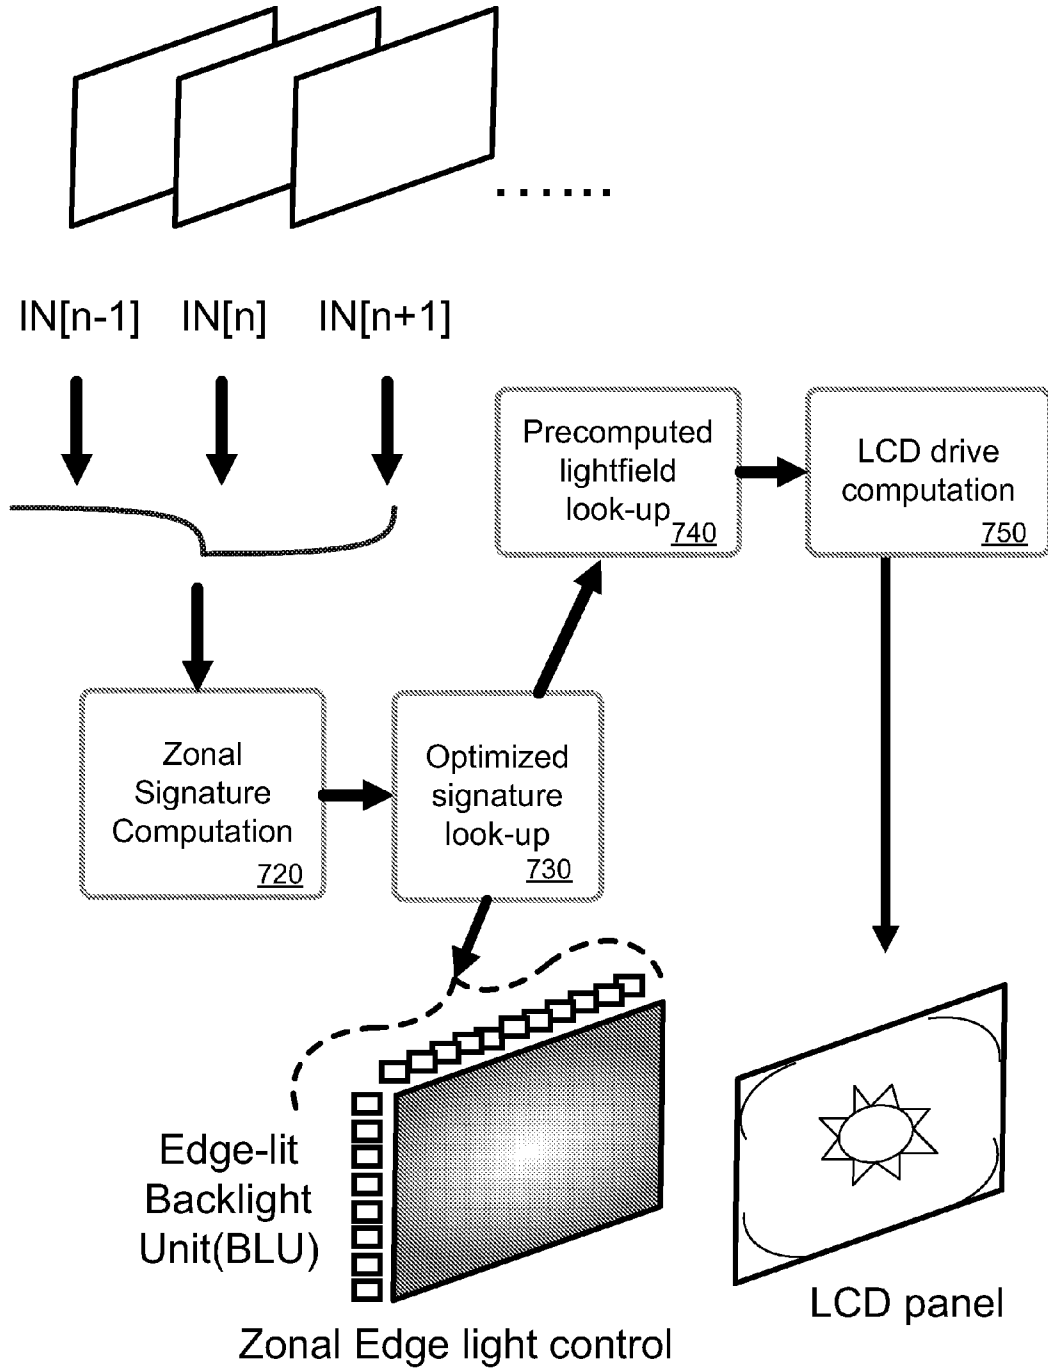 IN[n-1] IN[n] IN[n+1]
Precomputed
lightfield
look-up
740
LCD drive
computation
750
Zonal
Signature
Computation
720
Optimized
signature
look-up
730
Edge-lit
Backlight
Unit(BLU)
LCD panel
Zonal Edge light control